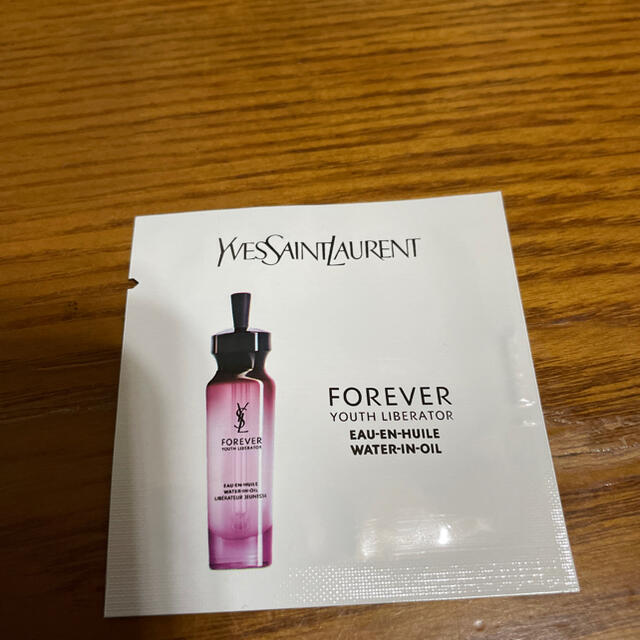 YVESSAINTLAURENT
FOREVER
YOUTH LIBERATOR
EAU-EN-HUILE
WATER-IN-OIL
YSL
FOREVER
YOUTH LIBERATOR
EAU-EN-HUILE
WATER-IN-OIL
LIBÉRATEUR JEUNESSE